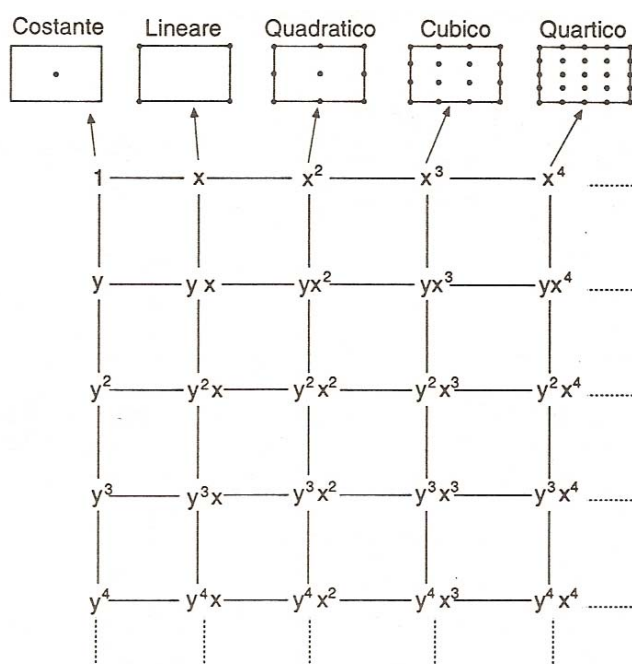 Costante Lineare Quadratico Cubico Quartico
1 x x² x³ x⁴
y y x yx² yx³ yx⁴
y² y²x y²x² y²x³ y²x⁴
y³ y³x y³x² y³x³ y³x⁴
y⁴ y⁴x y⁴x² y⁴x³ y⁴x⁴